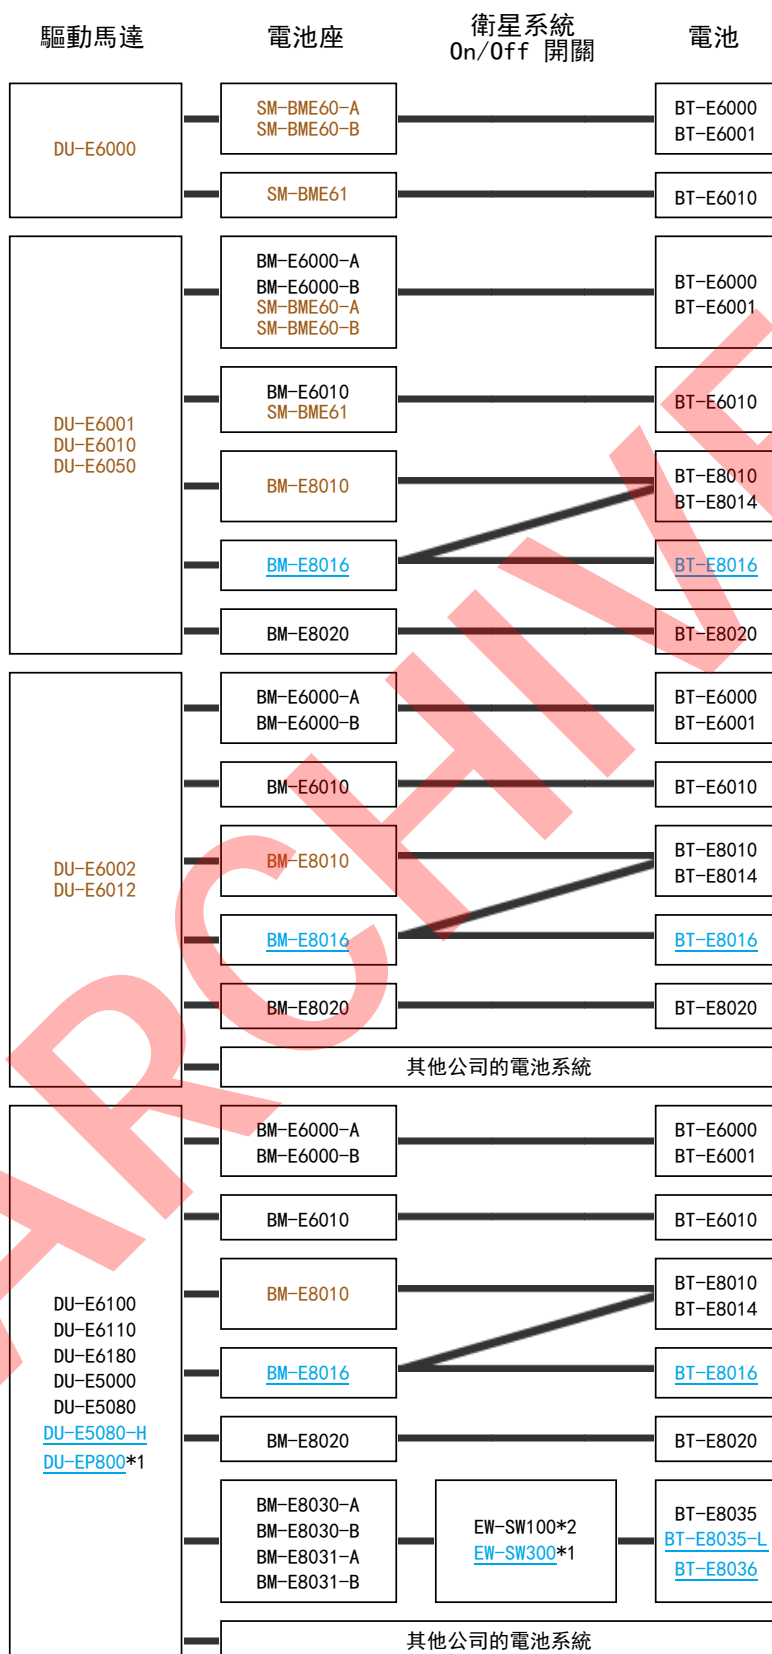 驅動馬達
電池座
衛星系統
On/Off 開關
電池
DU-E6000
SM-BME60-A
SM-BME60-B
BT-E6000
BT-E6001
SM-BME61
BT-E6010
DU-E6001
DU-E6010
DU-E6050
BM-E6000-A
BM-E6000-B
SM-BME60-A
SM-BME60-B
BT-E6000
BT-E6001
BM-E6010
SM-BME61
BT-E6010
BM-E8010
BT-E8010
BT-E8014
BM-E8016
BT-E8016
BM-E8020
BT-E8020
DU-E6002
DU-E6012
BM-E6000-A
BM-E6000-B
BT-E6000
BT-E6001
BM-E6010
BT-E6010
BM-E8010
BT-E8010
BT-E8014
BM-E8016
BT-E8016
BM-E8020
BT-E8020
其他公司的電池系統
DU-E6100
DU-E6110
DU-E6180
DU-E5000
DU-E5080
DU-E5080-H
DU-EP800*1
BM-E6000-A
BM-E6000-B
BT-E6000
BT-E6001
BM-E6010
BT-E6010
BM-E8010
BT-E8010
BT-E8014
BM-E8016
BT-E8016
BM-E8020
BT-E8020
BM-E8030-A
BM-E8030-B
BM-E8031-A
BM-E8031-B
EW-SW100*2
EW-SW300*1
BT-E8035
BT-E8035-L
BT-E8036
其他公司的電池系統
ARCHIVE